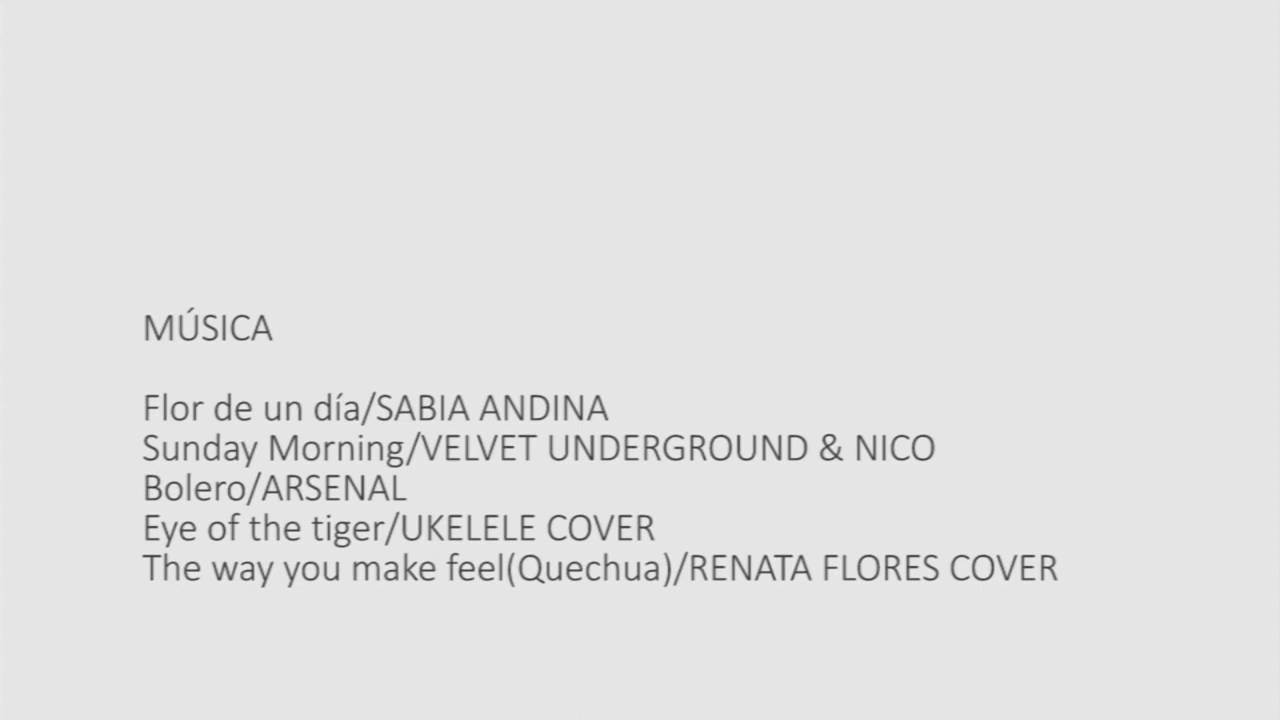 MÚSICA
Flor de un día/SABIA ANDINA
Sunday Morning/VELVET UNDERGROUND & NICO
Bolero/ARSENAL
Eye of the tiger/UKELELE COVER
The way you make feel(Quechua)/RENATA FLORES COVER